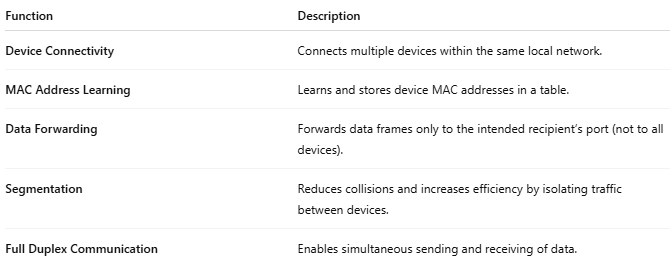 Function Description
Device Connectivity Connects multiple devices within the same local network.
MAC Address Learning Learns and stores device MAC addresses in a table.
Data Forwarding Forwards data frames only to the intended recipient's port (not to all
devices).
Segmentation Reduces collisions and increases efficiency by isolating traffic
between devices.
Full Duplex Communication Enables simultaneous sending and receiving of data.